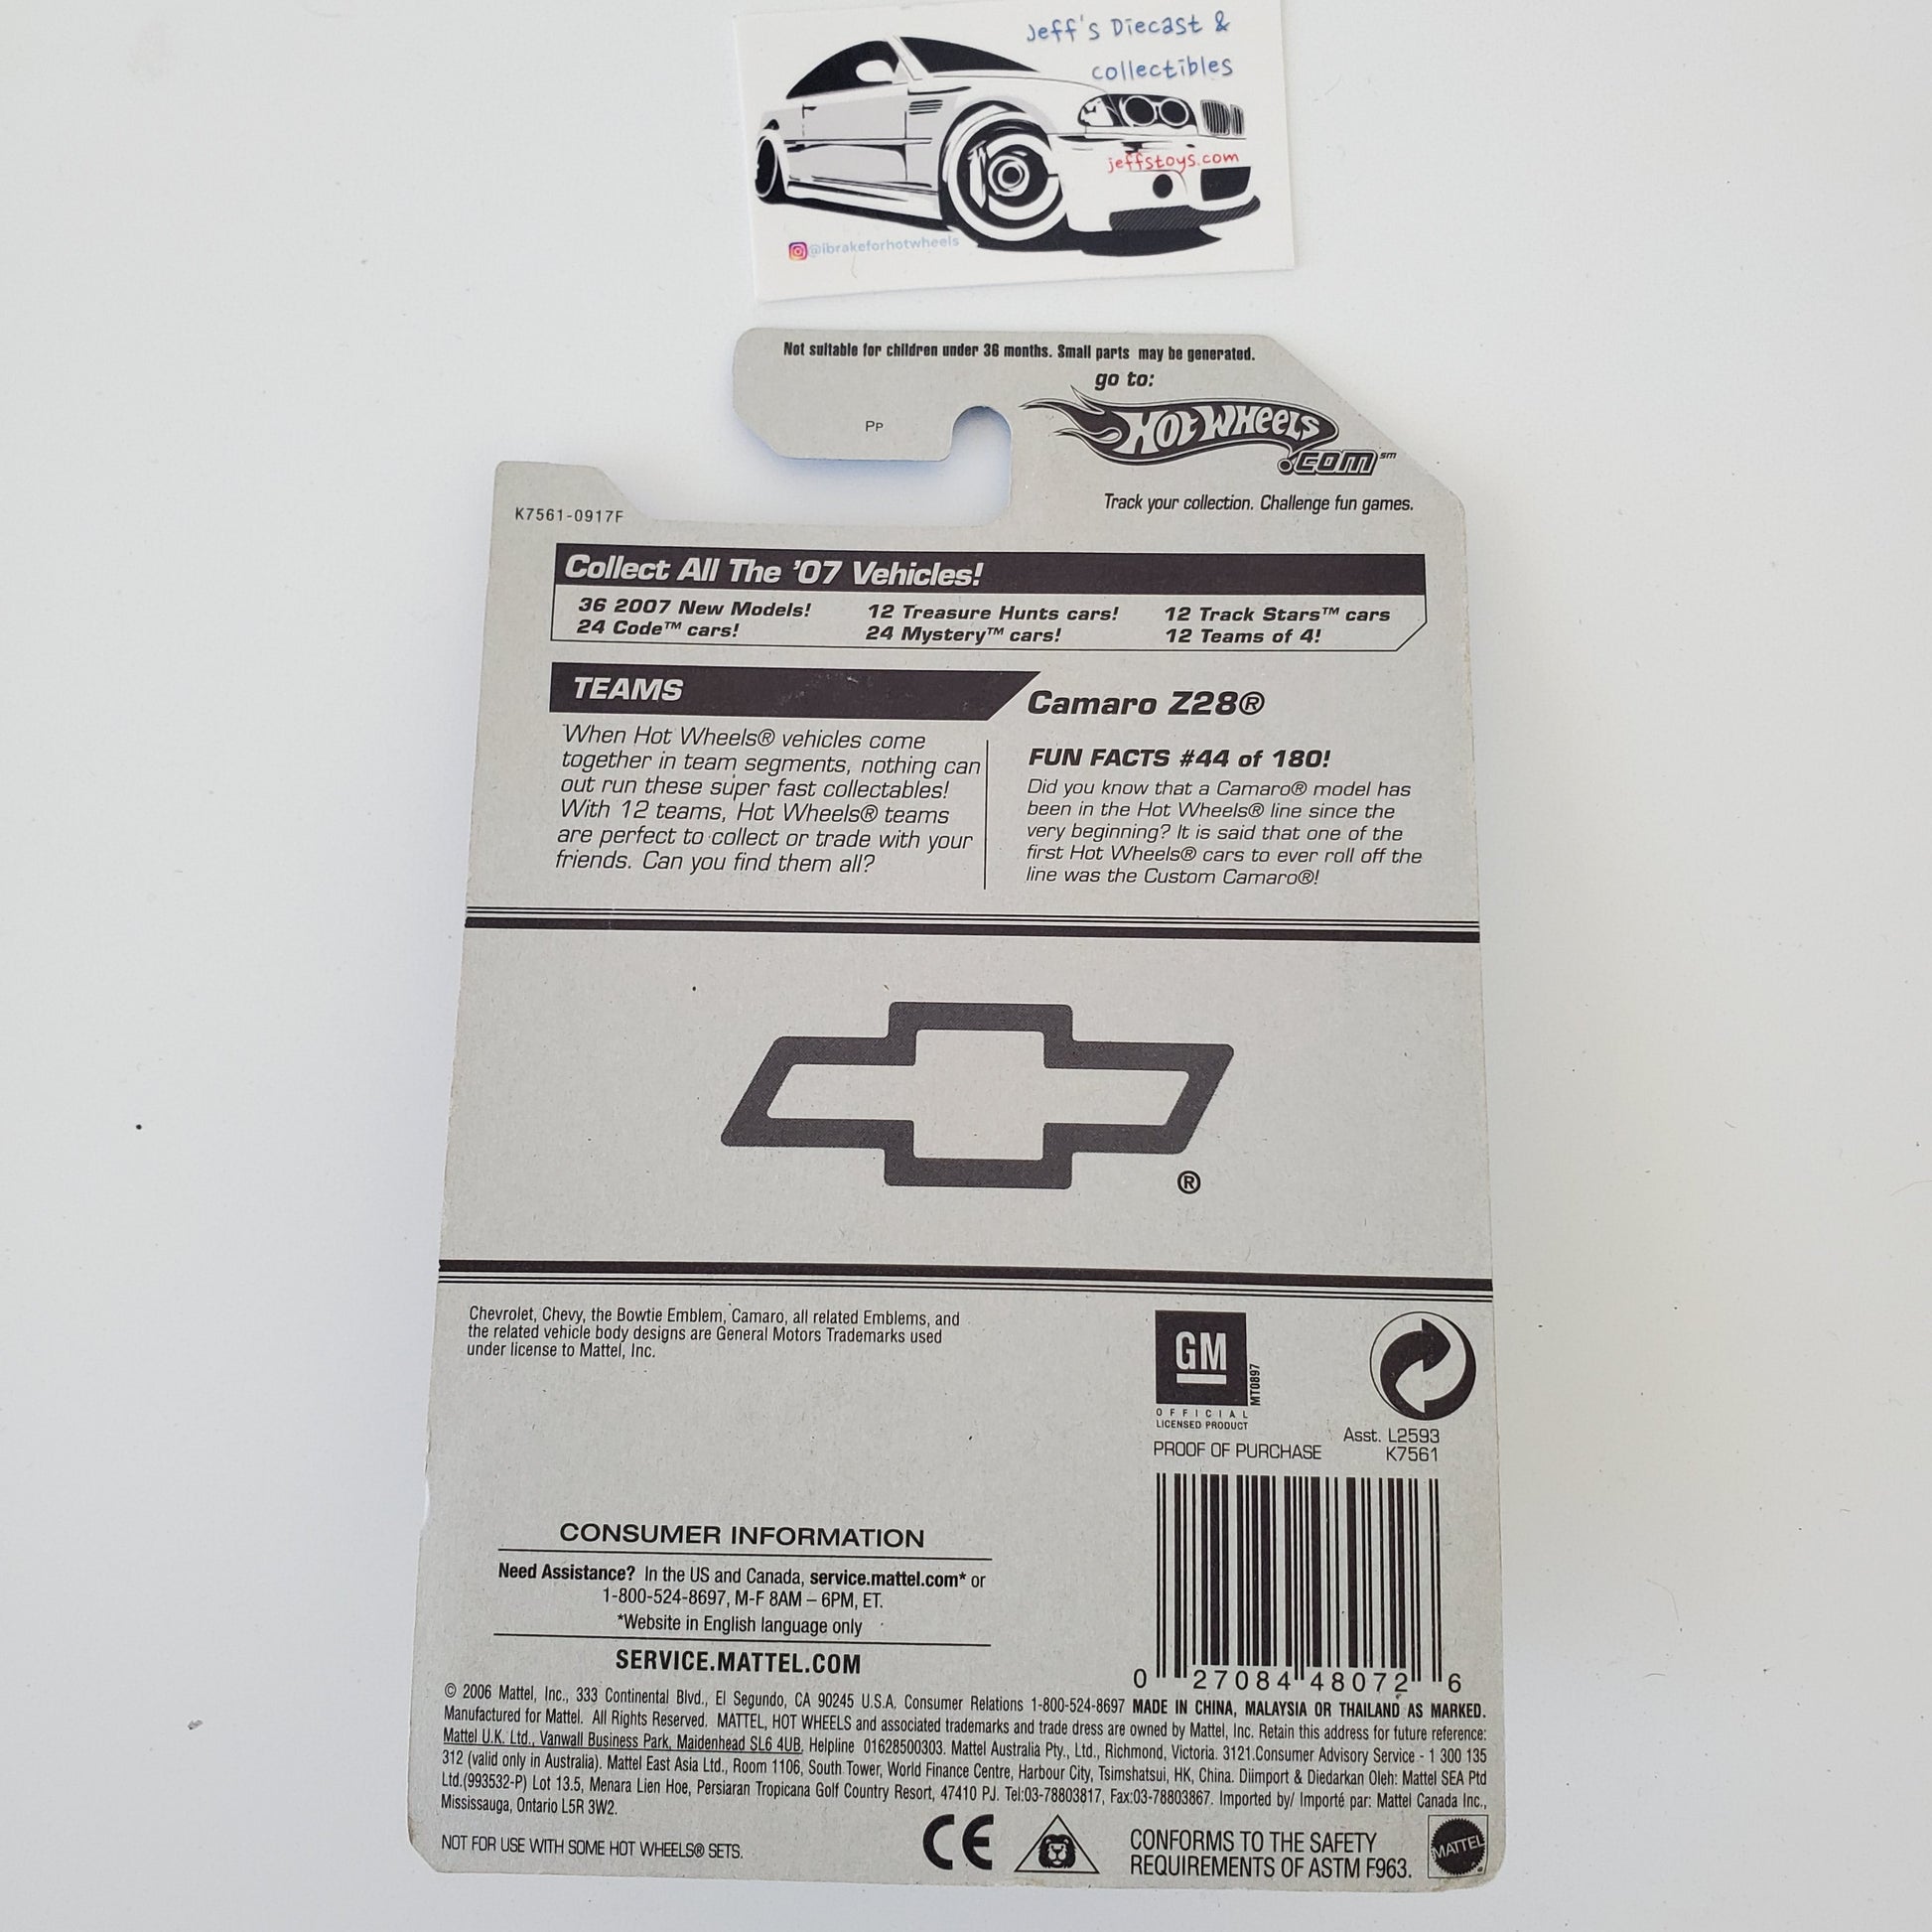 Jeff's Diecast &
collectibles
jeffstoys.com
@ibrakeforhotwheels
Not suitable for children under 36 months. Small parts may be generated.
go to:
PP
HOT WHEELS
.COM℠
Track your collection. Challenge fun games.
K7561-0917F
Collect All The '07 Vehicles!
36 2007 New Models! 12 Treasure Hunts cars! 12 Track Stars™ cars
24 Code™ cars! 24 Mystery™ cars! 12 Teams of 4!
TEAMS
When Hot Wheels® vehicles come
together in team segments, nothing can
out run these super fast collectables!
With 12 teams, Hot Wheels® teams
are perfect to collect or trade with your
friends. Can you find them all?
Camaro Z28®
FUN FACTS #44 of 180!
Did you know that a Camaro® model has
been in the Hot Wheels® line since the
very beginning? It is said that one of the
first Hot Wheels® cars to ever roll off the
line was the Custom Camaro®!
®
Chevrolet, Chevy, the Bowtie Emblem, Camaro, all related Emblems, and
the related vehicle body designs are General Motors Trademarks used
under license to Mattel, Inc.
GM
MT0897
OFFICIAL
LICENSED PRODUCT
PROOF OF PURCHASE
Asst. L2593
K7561
0 27084 48072 6
CONSUMER INFORMATION
Need Assistance? In the US and Canada, service.mattel.com* or
1-800-524-8697, M-F 8AM – 6PM, ET.
*Website in English language only
SERVICE.MATTEL.COM
© 2006 Mattel, Inc., 333 Continental Blvd., El Segundo, CA 90245 U.S.A. Consumer Relations 1-800-524-8697 MADE IN CHINA, MALAYSIA OR THAILAND AS MARKED.
Manufactured for Mattel. All Rights Reserved. MATTEL, HOT WHEELS and associated trademarks and trade dress are owned by Mattel, Inc. Retain this address for future reference:
Mattel U.K. Ltd., Vanwall Business Park, Maidenhead SL6 4UB. Helpline 01628500303. Mattel Australia Pty., Ltd., Richmond, Victoria. 3121.Consumer Advisory Service - 1 300 135
312 (valid only in Australia). Mattel East Asia Ltd., Room 1106, South Tower, World Finance Centre, Harbour City, Tsimshatsui, HK, China. Diimport & Diedarkan Oleh: Mattel SEA Ptd
Ltd.(993532-P) Lot 13.5, Menara Lien Hoe, Persiaran Tropicana Golf Country Resort, 47410 PJ. Tel:03-78803817, Fax:03-78803867. Imported by/ Importé par: Mattel Canada Inc.,
Mississauga, Ontario L5R 3W2.
NOT FOR USE WITH SOME HOT WHEELS® SETS.
CE
CONFORMS TO THE SAFETY
REQUIREMENTS OF ASTM F963.
MATTEL